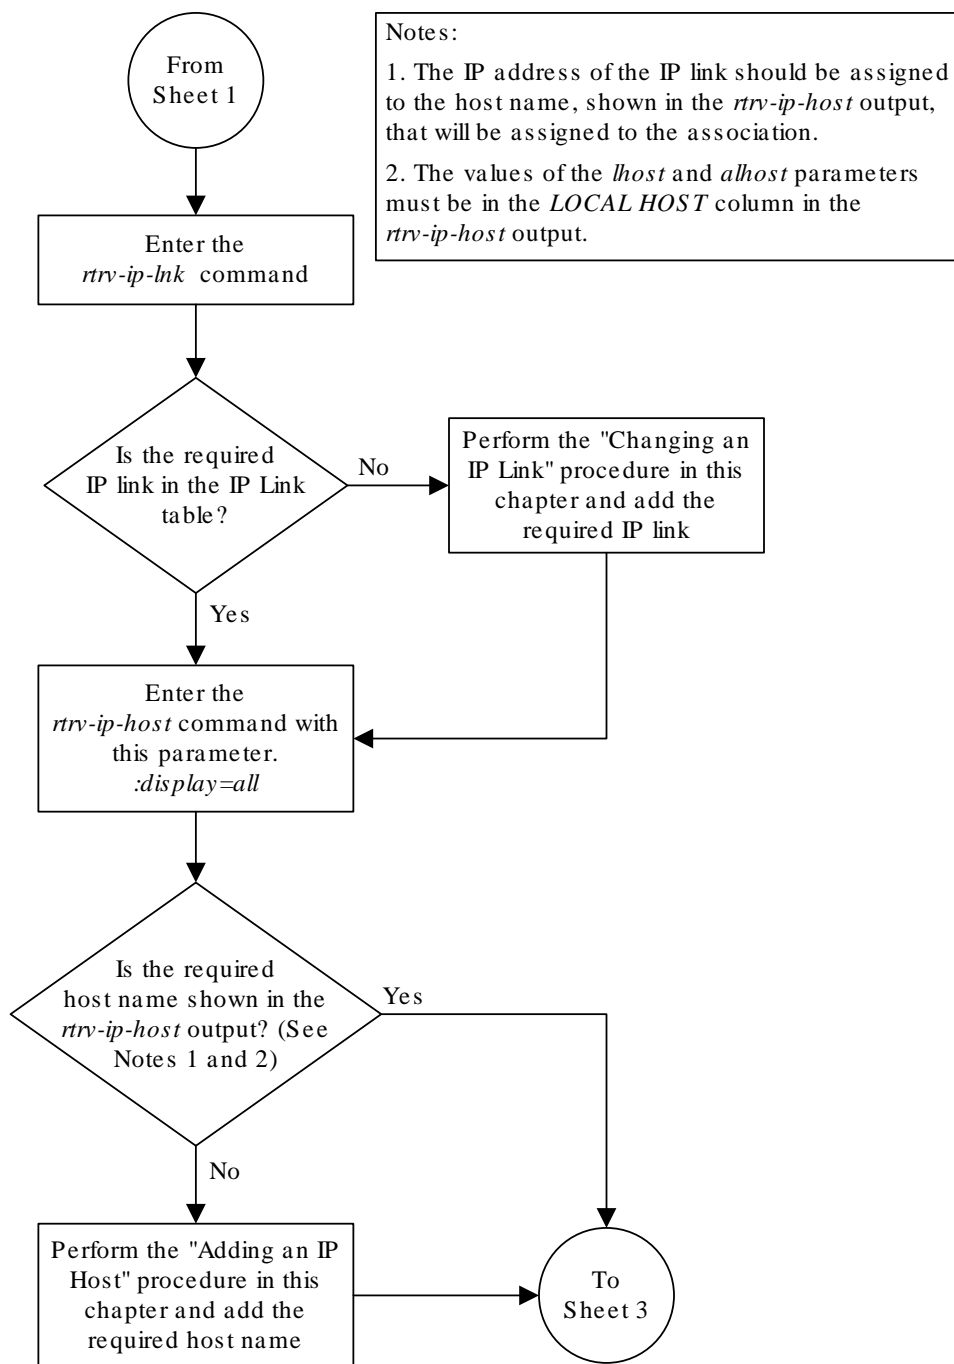 From
Sheet 1
Notes:
1. The IP address of the IP link should be assigned
to the host name, shown in the rtrv-ip-host output,
that will be assigned to the association.
2. The values of the lhost and alhost parameters
must be in the LOCAL HOST column in the
rtrv-ip-host output.
Enter the
rtrv-ip-lnk command
Is the required
IP link in the IP Link
table?
No
Perform the "Changing an
IP Link" procedure in this
chapter and add the
required IP link
Yes
Enter the
rtrv-ip-host command with
this parameter.
:display=all
Is the required
host name shown in the
rtrv-ip-host output? (See
Notes 1 and 2)
Yes
No
Perform the "Adding an IP
Host" procedure in this
chapter and add the
required host name
To
Sheet 3